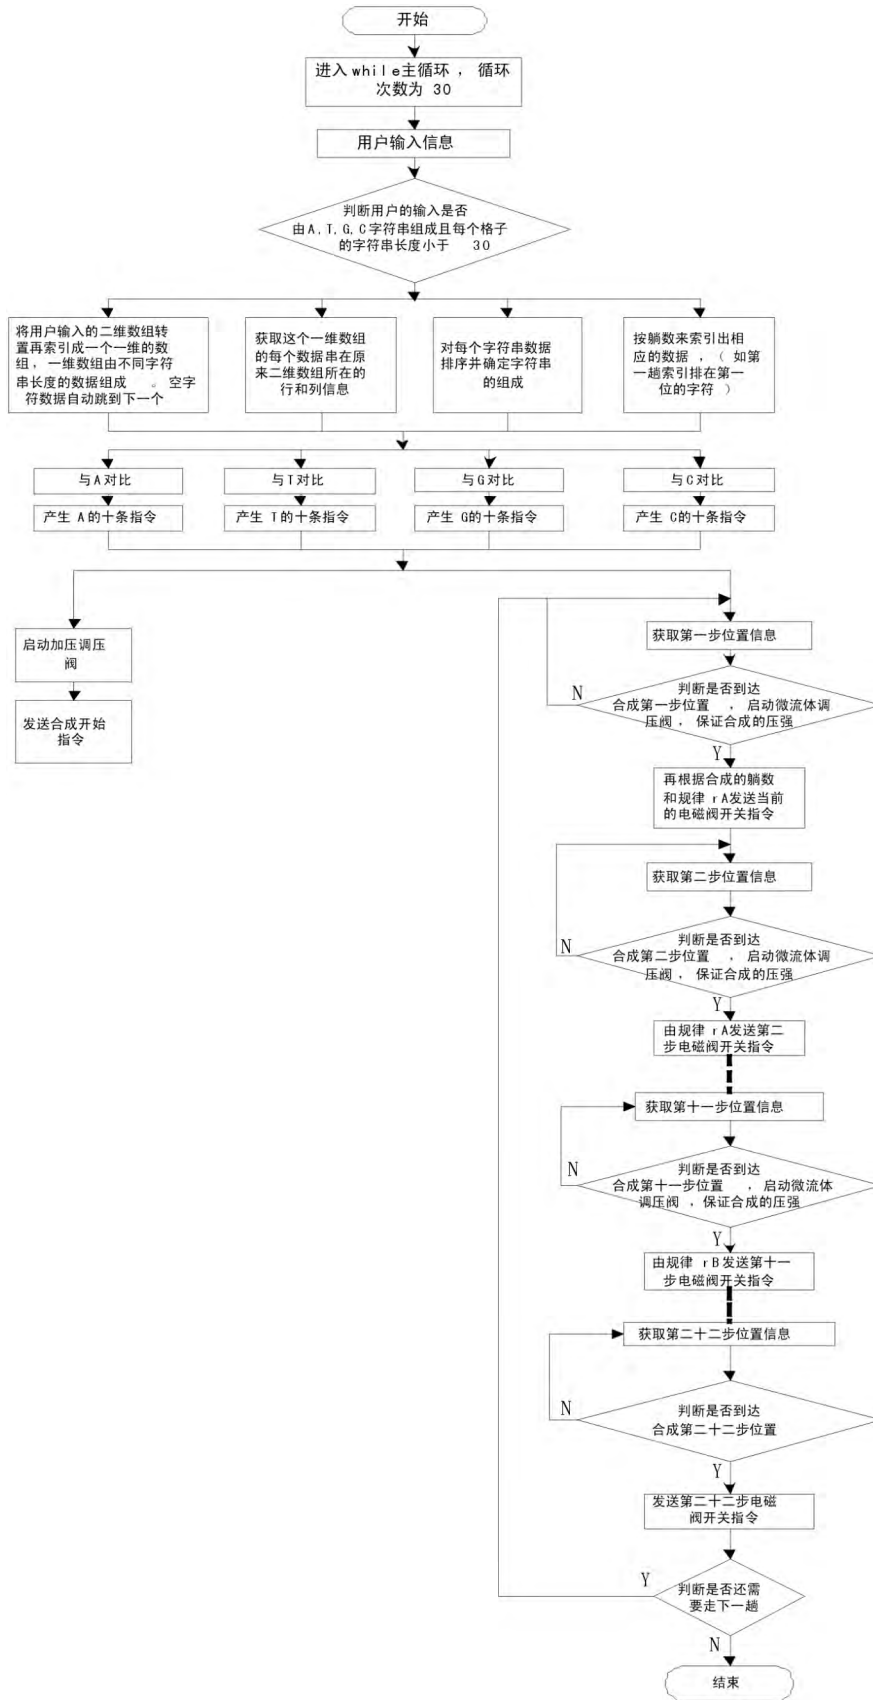 开始
进入while主循环，循环
次数为 30
用户输入信息
判断用户的输入是否
由A,T,G,C字符串组成且每个格子
的字符串长度小于 30
将用户输入的二维数组转
置再索引成一个一维的数
组，一维数组由不同字符
串长度的数据组成 。空字
符数据自动跳到下一个
获取这个一维数组
的每个数据串在原
来二维数组所在的
行和列信息
对每个字符串数据
排序并确定字符串
的组成
按躺数来索引出相
应的数据，（如第
一趟索引排在第一
位的字符）
与A对比
与T对比
与G对比
与C对比
产生 A的十条指令
产生 T的十条指令
产生 G的十条指令
产生 C的十条指令
启动加压调压
阀
发送合成开始
指令
获取第一步位置信息
N
判断是否到达
合成第一步位置 ，启动微流体调
压阀，保证合成的压强
Y
再根据合成的躺数
和规律 rA发送当前
的电磁阀开关指令
获取第二步位置信息
N
判断是否到达
合成第二步位置 ，启动微流体调
压阀，保证合成的压强
Y
由规律 rA发送第二
步电磁阀开关指令
获取第十一步位置信息
N
判断是否到达
合成第十一步位置 ，启动微流体
调压阀，保证合成的压强
Y
由规律 rB发送第十一
步电磁阀开关指令
获取第二十二步位置信息
N
判断是否到达
合成第二十二步位置
Y
发送第二十二步电磁
阀开关指令
Y
判断是否还需
要走下一趟
N
结束